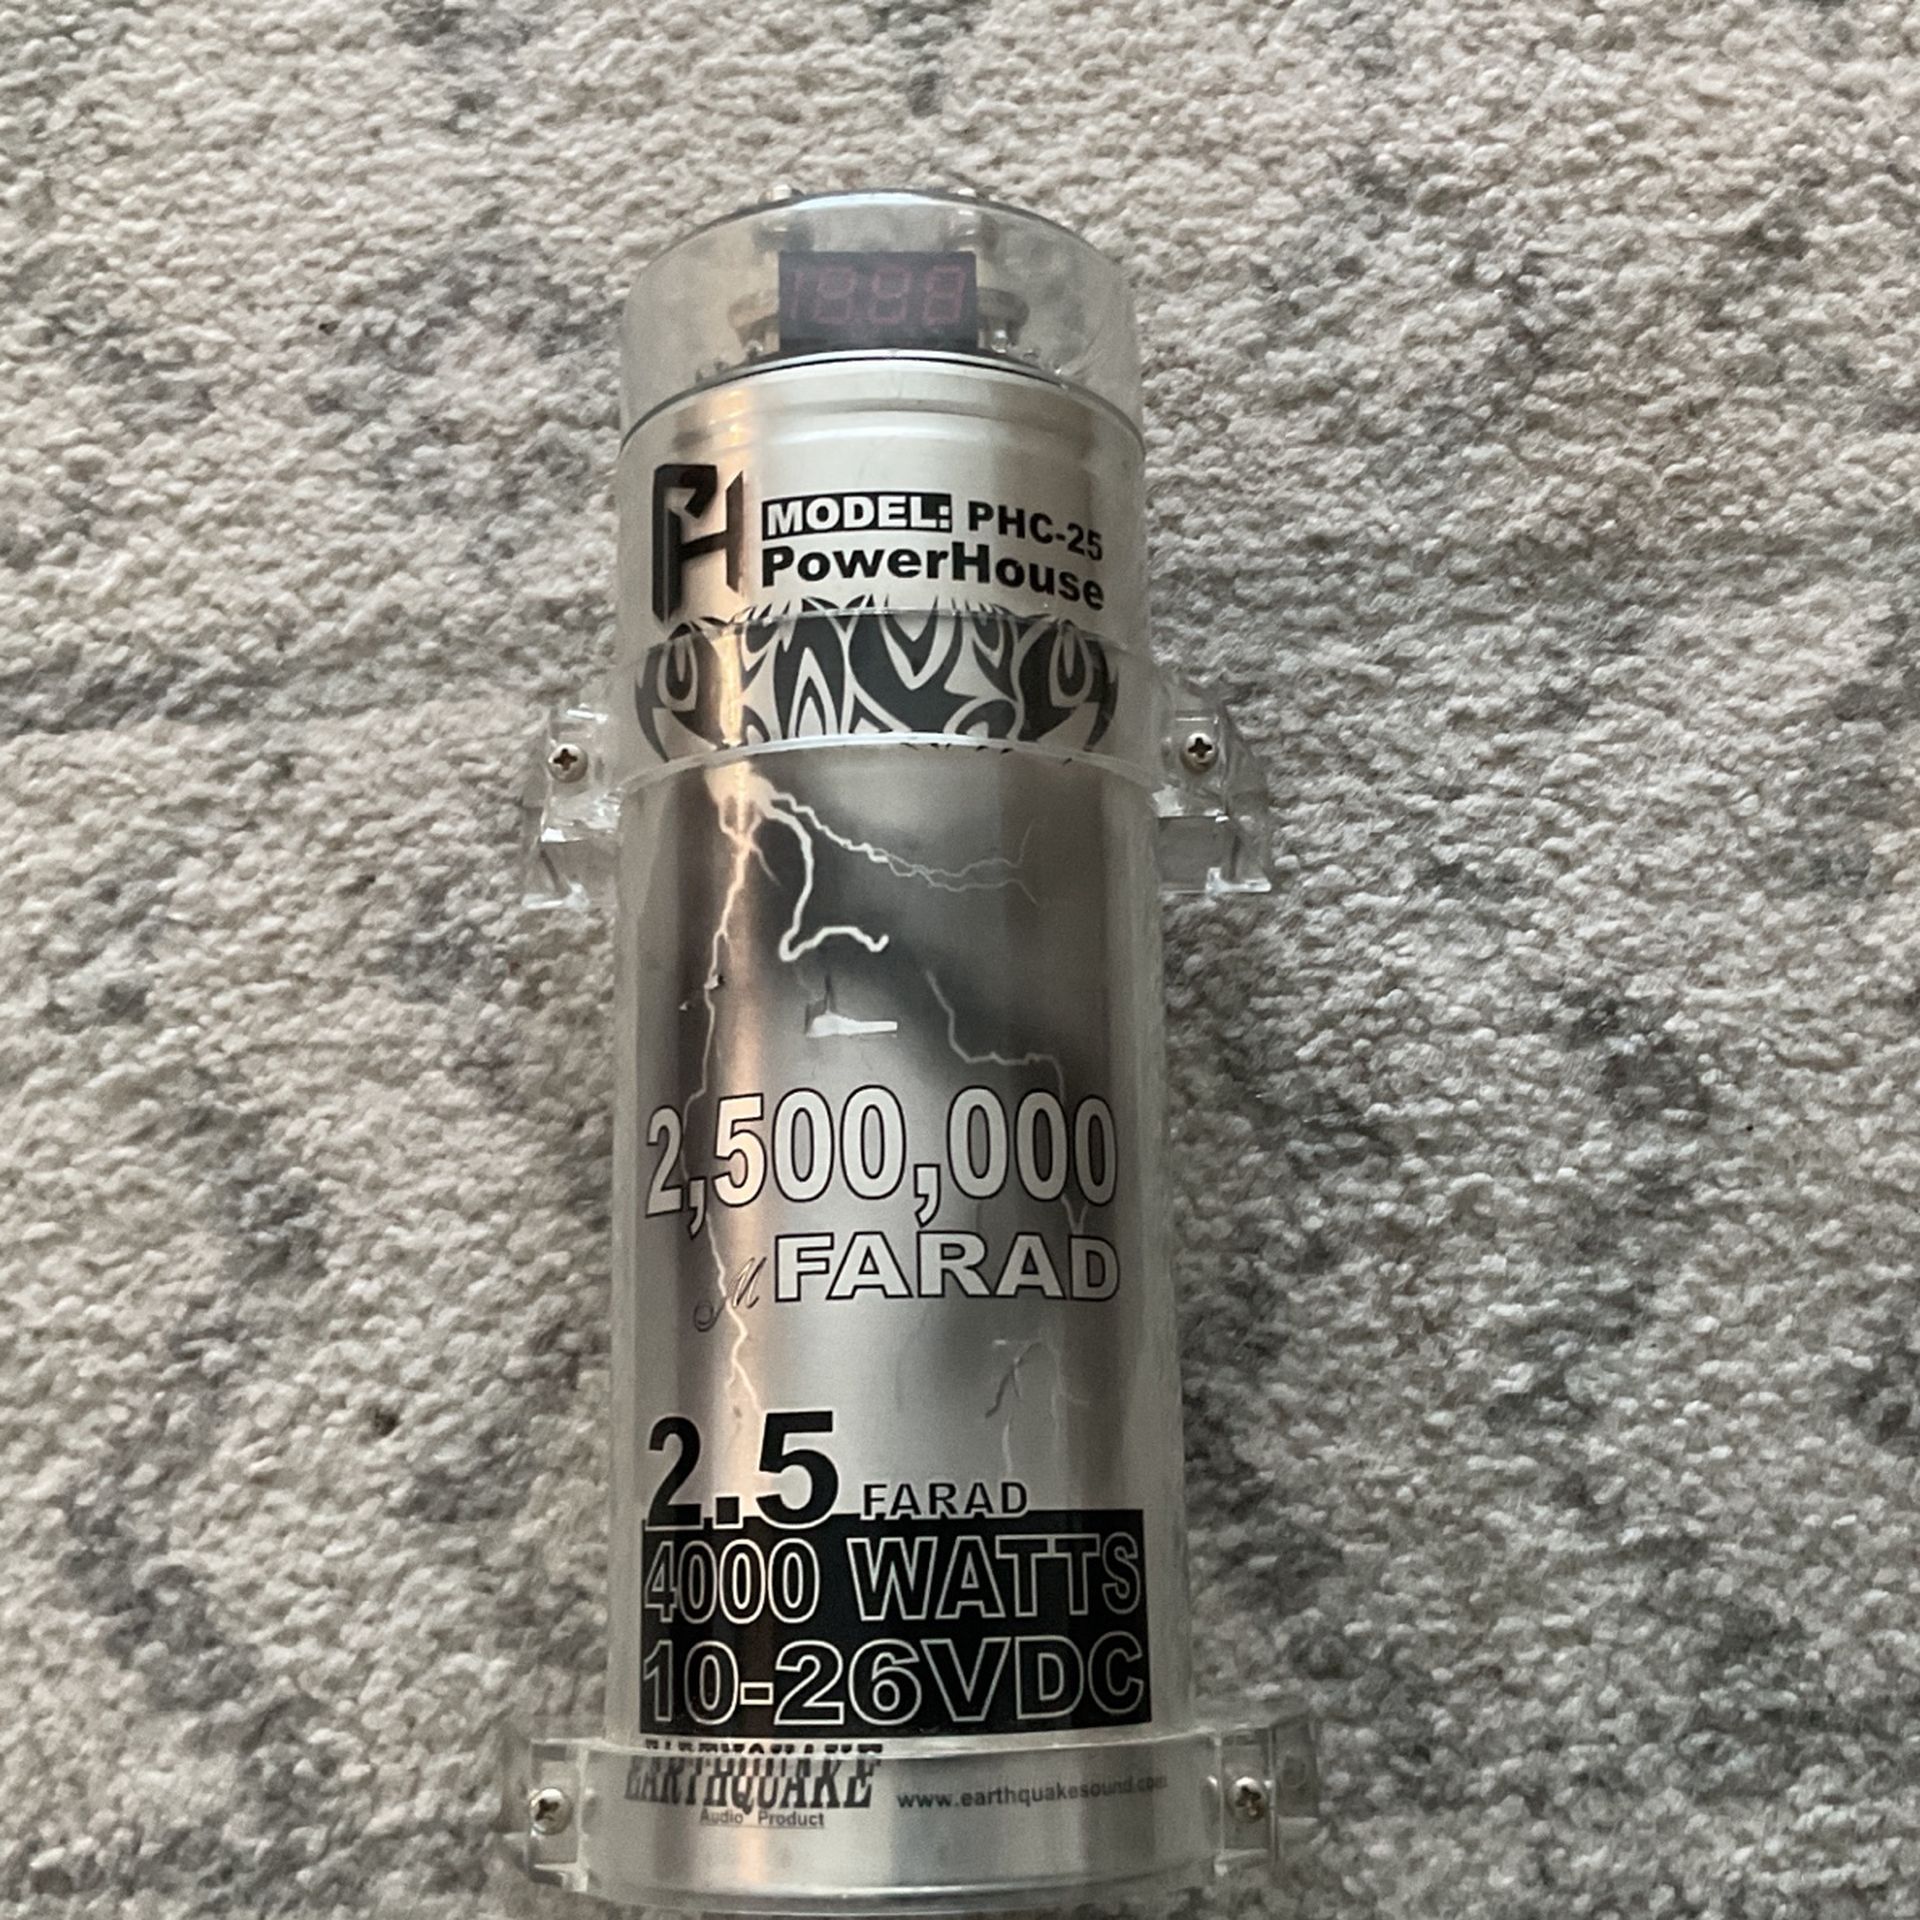 PH
MODEL: PHC-25
PowerHouse
2,500,000
µ FARAD
2.5 FARAD
4000 WATTS
10-26VDC
EARTHQUAKE www.earthquakesound.com
Audio Product